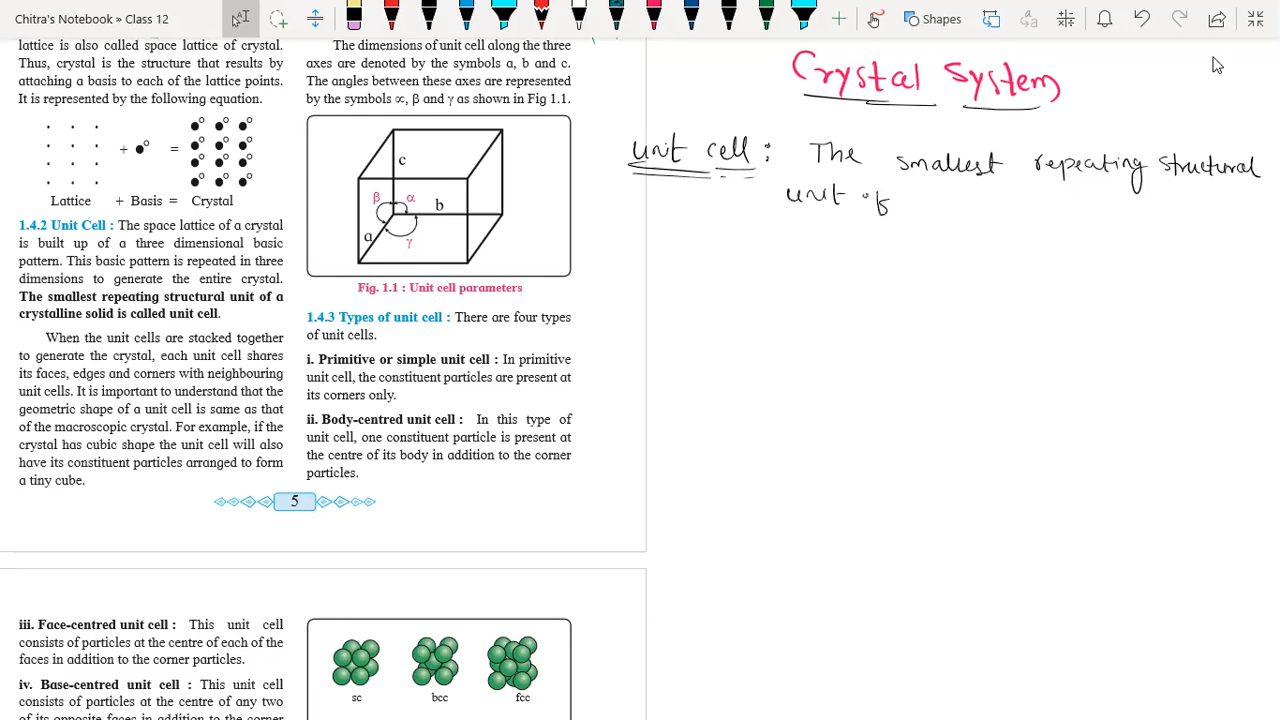 Chitra's Notebook » Class 12
Shapes
lattice is also called space lattice of crystal.
Thus, crystal is the structure that results by
attaching a basis to each of the lattice points.
It is represented by the following equation.
+ =
Lattice + Basis = Crystal
1.4.2 Unit Cell : The space lattice of a crystal
is built up of a three dimensional basic
pattern. This basic pattern is repeated in three
dimensions to generate the entire crystal.
The smallest repeating structural unit of a
crystalline solid is called unit cell.
When the unit cells are stacked together
to generate the crystal, each unit cell shares
its faces, edges and corners with neighbouring
unit cells. It is important to understand that the
geometric shape of a unit cell is same as that
of the macroscopic crystal. For example, if the
crystal has cubic shape the unit cell will also
have its constituent particles arranged to form
a tiny cube.
The dimensions of unit cell along the three
axes are denoted by the symbols a, b and c.
The angles between these axes are represented
by the symbols ∝, β and γ as shown in Fig 1.1.
c
β α
b
a
γ
Fig. 1.1 : Unit cell parameters
1.4.3 Types of unit cell : There are four types
of unit cells.
i. Primitive or simple unit cell : In primitive
unit cell, the constituent particles are present at
its corners only.
ii. Body-centred unit cell : In this type of
unit cell, one constituent particle is present at
the centre of its body in addition to the corner
particles.
5
iii. Face-centred unit cell : This unit cell
consists of particles at the centre of each of the
faces in addition to the corner particles.
iv. Base-centred unit cell : This unit cell
consists of particles at the centre of any two
of its opposite faces in addition to the corner
sc bcc fcc
Crystal System
unit cell : The smallest repeating structural
unit of